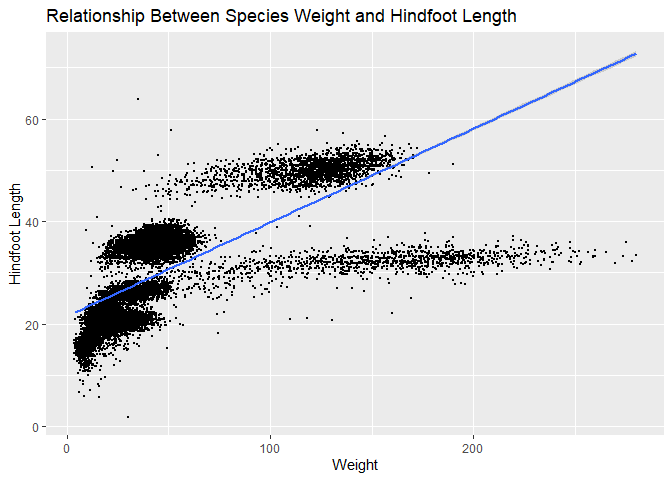 Relationship Between Species Weight and Hindfoot Length
Hindfoot Length
60
40
20
0
0 100 200
Weight